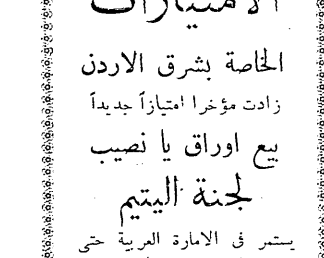 الامتيازات
الخاصة بشرق الاردن
زادت مؤخرا امتيازاً جديداً
بيع اوراق يا نصيب
لجنة اليتيم
يستمر في الامارة العربية حتى